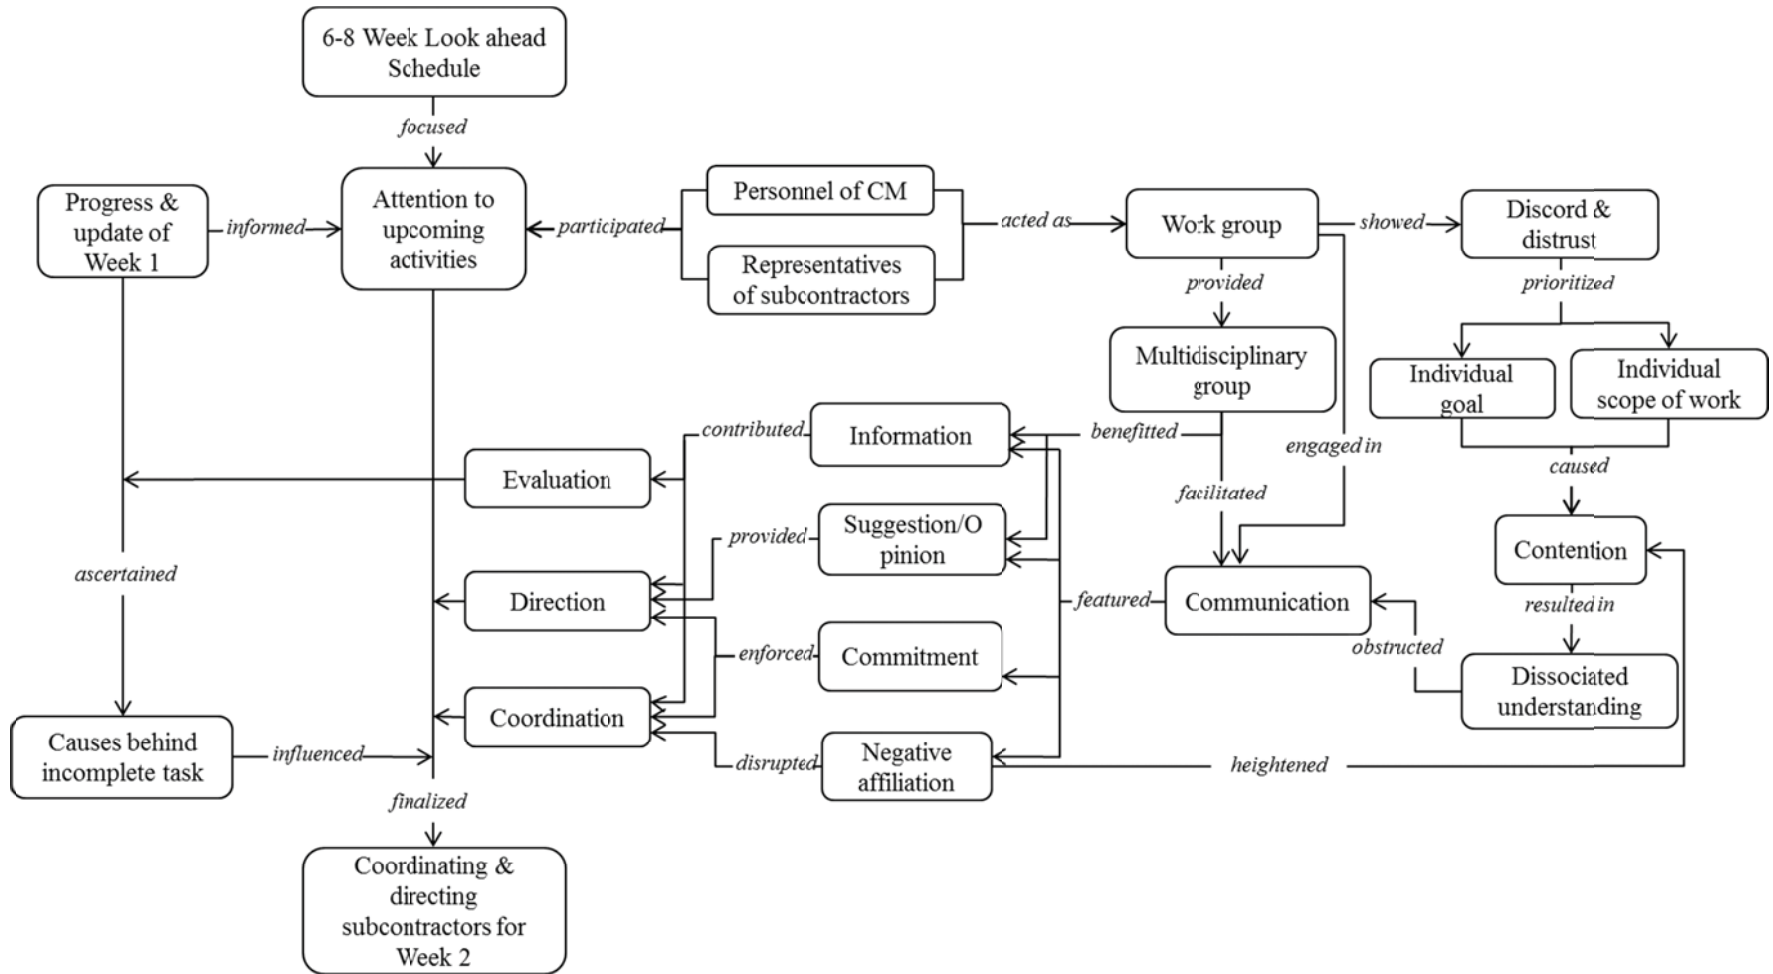 6-8 Week Look ahead
Schedule
focused
Progress &
update of
Week 1
informed
Attention to
upcoming
activities
participated
Personnel of CM
Representatives
of subcontractors
acted as
Work group
showed
Discord &
distrust
provided
prioritized
Multidisciplinary
group
Individual
goal
Individual
scope of work
contributed
Information
benefitted
engaged in
caused
Evaluation
facilitated
provided
Suggestion/O
pinion
Contention
ascertained
Direction
featured
Communication
resulted in
enforced
Commitment
obstructed
Dissociated
understanding
Coordination
Causes behind
incomplete task
influenced
disrupted
Negative
affiliation
heightened
finalized
Coordinating &
directing
subcontractors for
Week 2